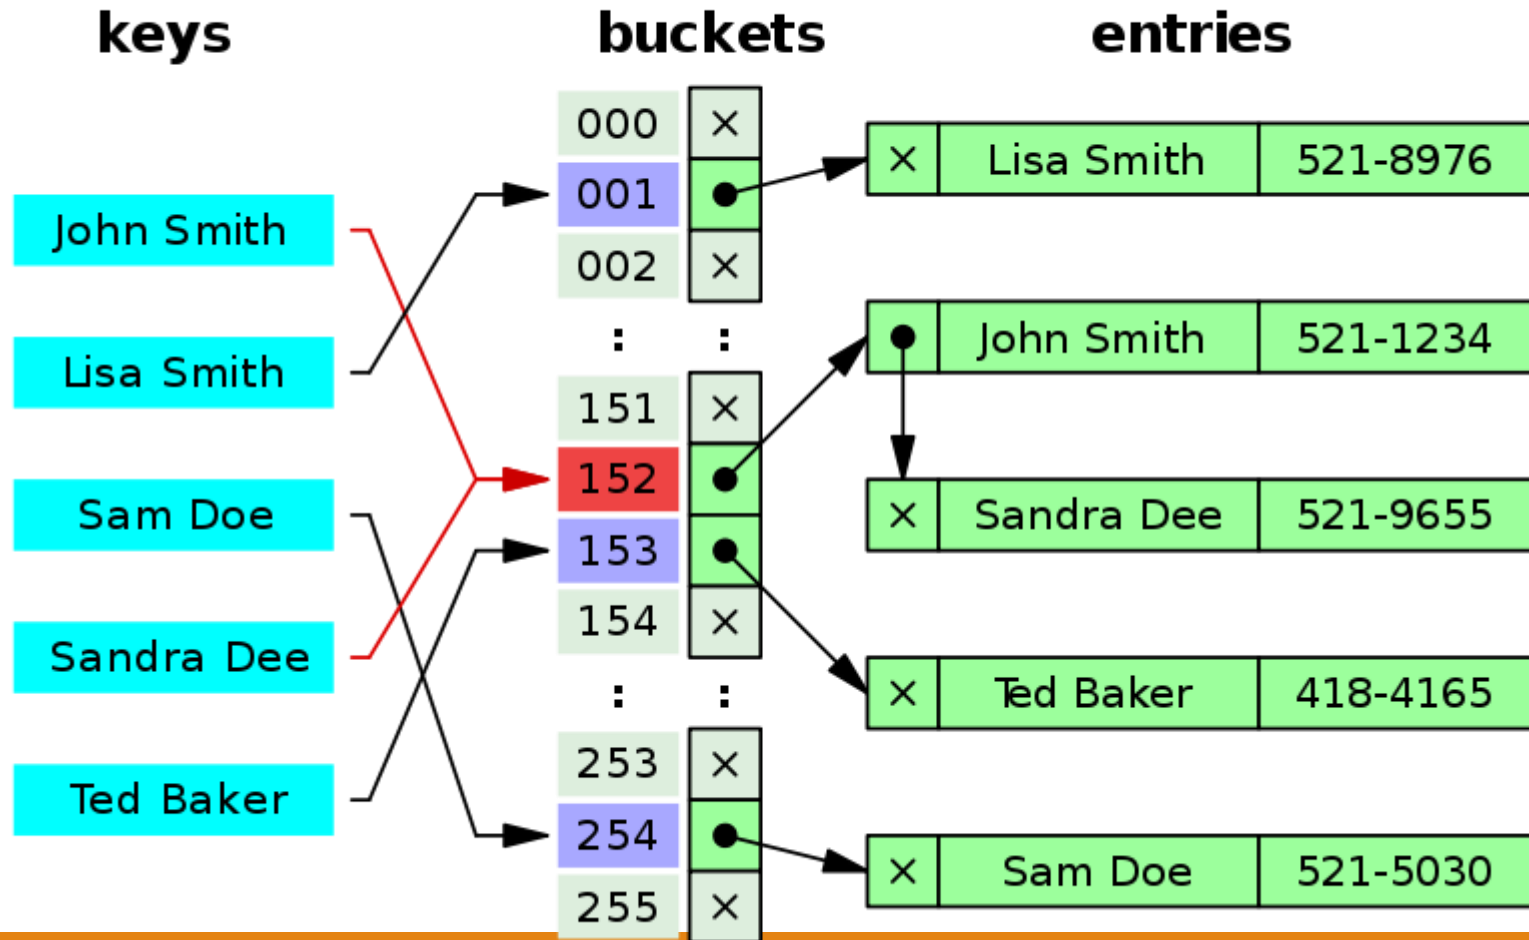 keys
buckets
entries
John Smith
Lisa Smith
Sam Doe
Sandra Dee
Ted Baker
000 ×
001
002 ×
: :
151 ×
152
153
154 ×
: :
253 ×
254
255 ×
× Lisa Smith 521-8976
John Smith 521-1234
× Sandra Dee 521-9655
× Ted Baker 418-4165
× Sam Doe 521-5030